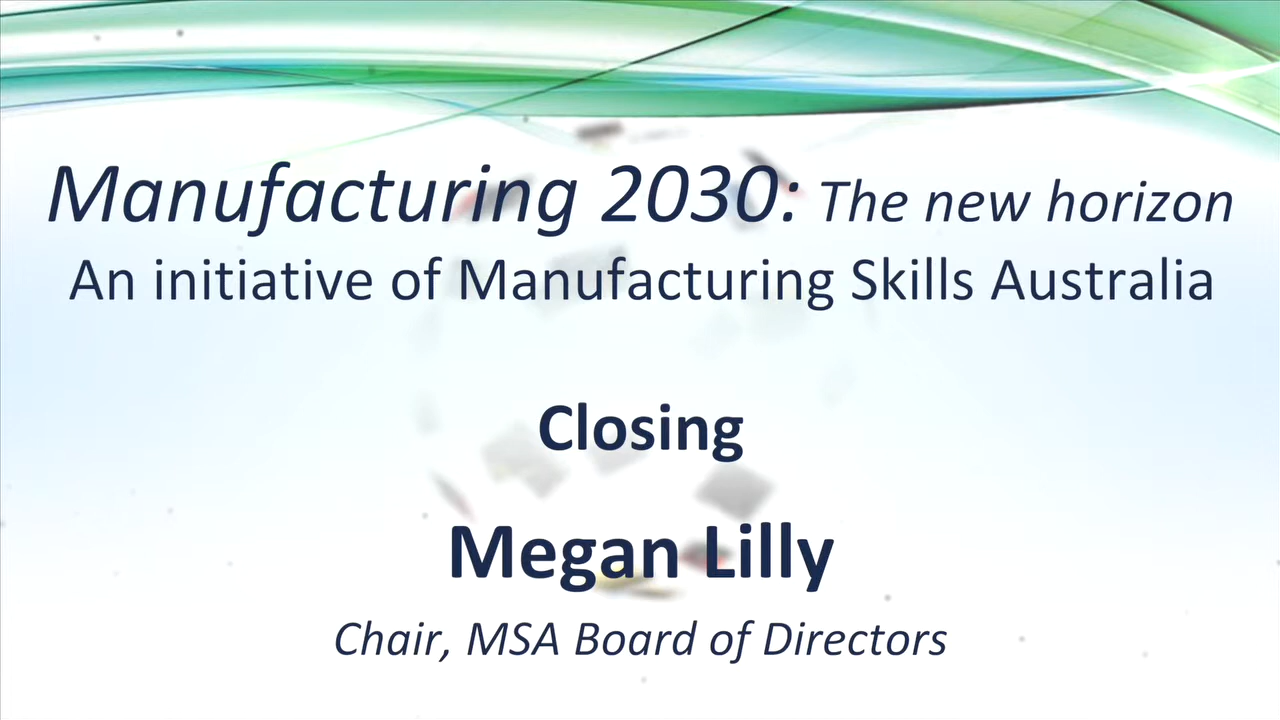 Manufacturing 2030: The new horizon
An initiative of Manufacturing Skills Australia
Closing
Megan Lilly
Chair, MSA Board of Directors